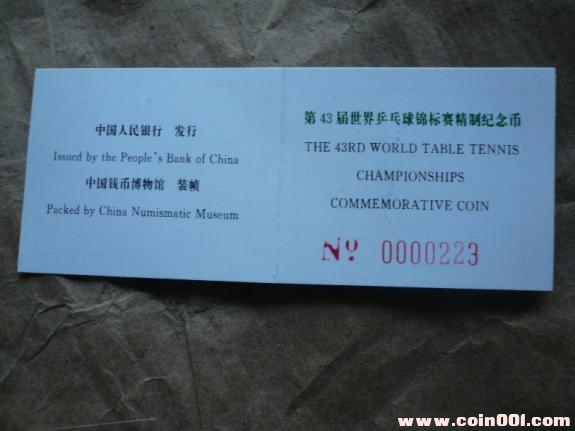 中国人民银行 发行
Issued by the People's Bank of China
中国钱币博物馆 装帧
Packed by China Numismatic Museum
第 43 届世界乒乓球锦标赛精制纪念币
THE 43RD WORLD TABLE TENNIS
CHAMPIONSHIPS
COMMEMORATIVE COIN
№ 0000223
www.coin001.com